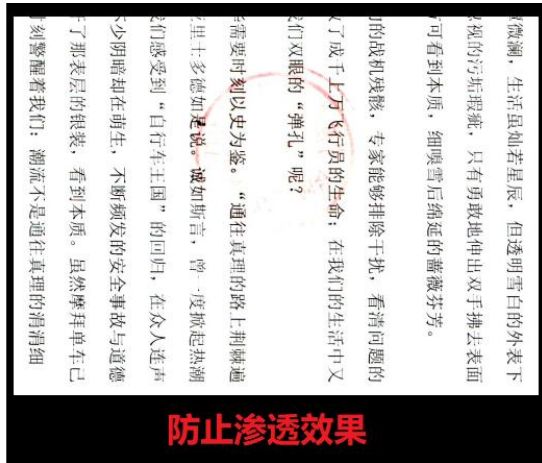 微澜，生活虽灿若星辰，但透明雪白的外表下
视的污垢瑕疵，只有勇敢地伸出双手拂去表面
可看到本质，细嗅雪后绵延的蔷薇芬芳。
的战机残骸，专家能够排除干扰，看清问题的
了成千上万飞行员的生命；在我们的生活中又
们双眼的“弹孔”呢？
需要时刻以史为鉴。“通往真理的路上荆棘遍
里士多德如是说。诚如斯言，曾一度掀起热潮
们感受到“自行车王国”的回归，在众人连声
少阴暗却在萌生，不断频发的安全事故与道德
了那表层的银装，看到本质。虽然摩拜单车已
刻警醒着我们：潮流不是通往真理的涓涓细
防止渗透效果